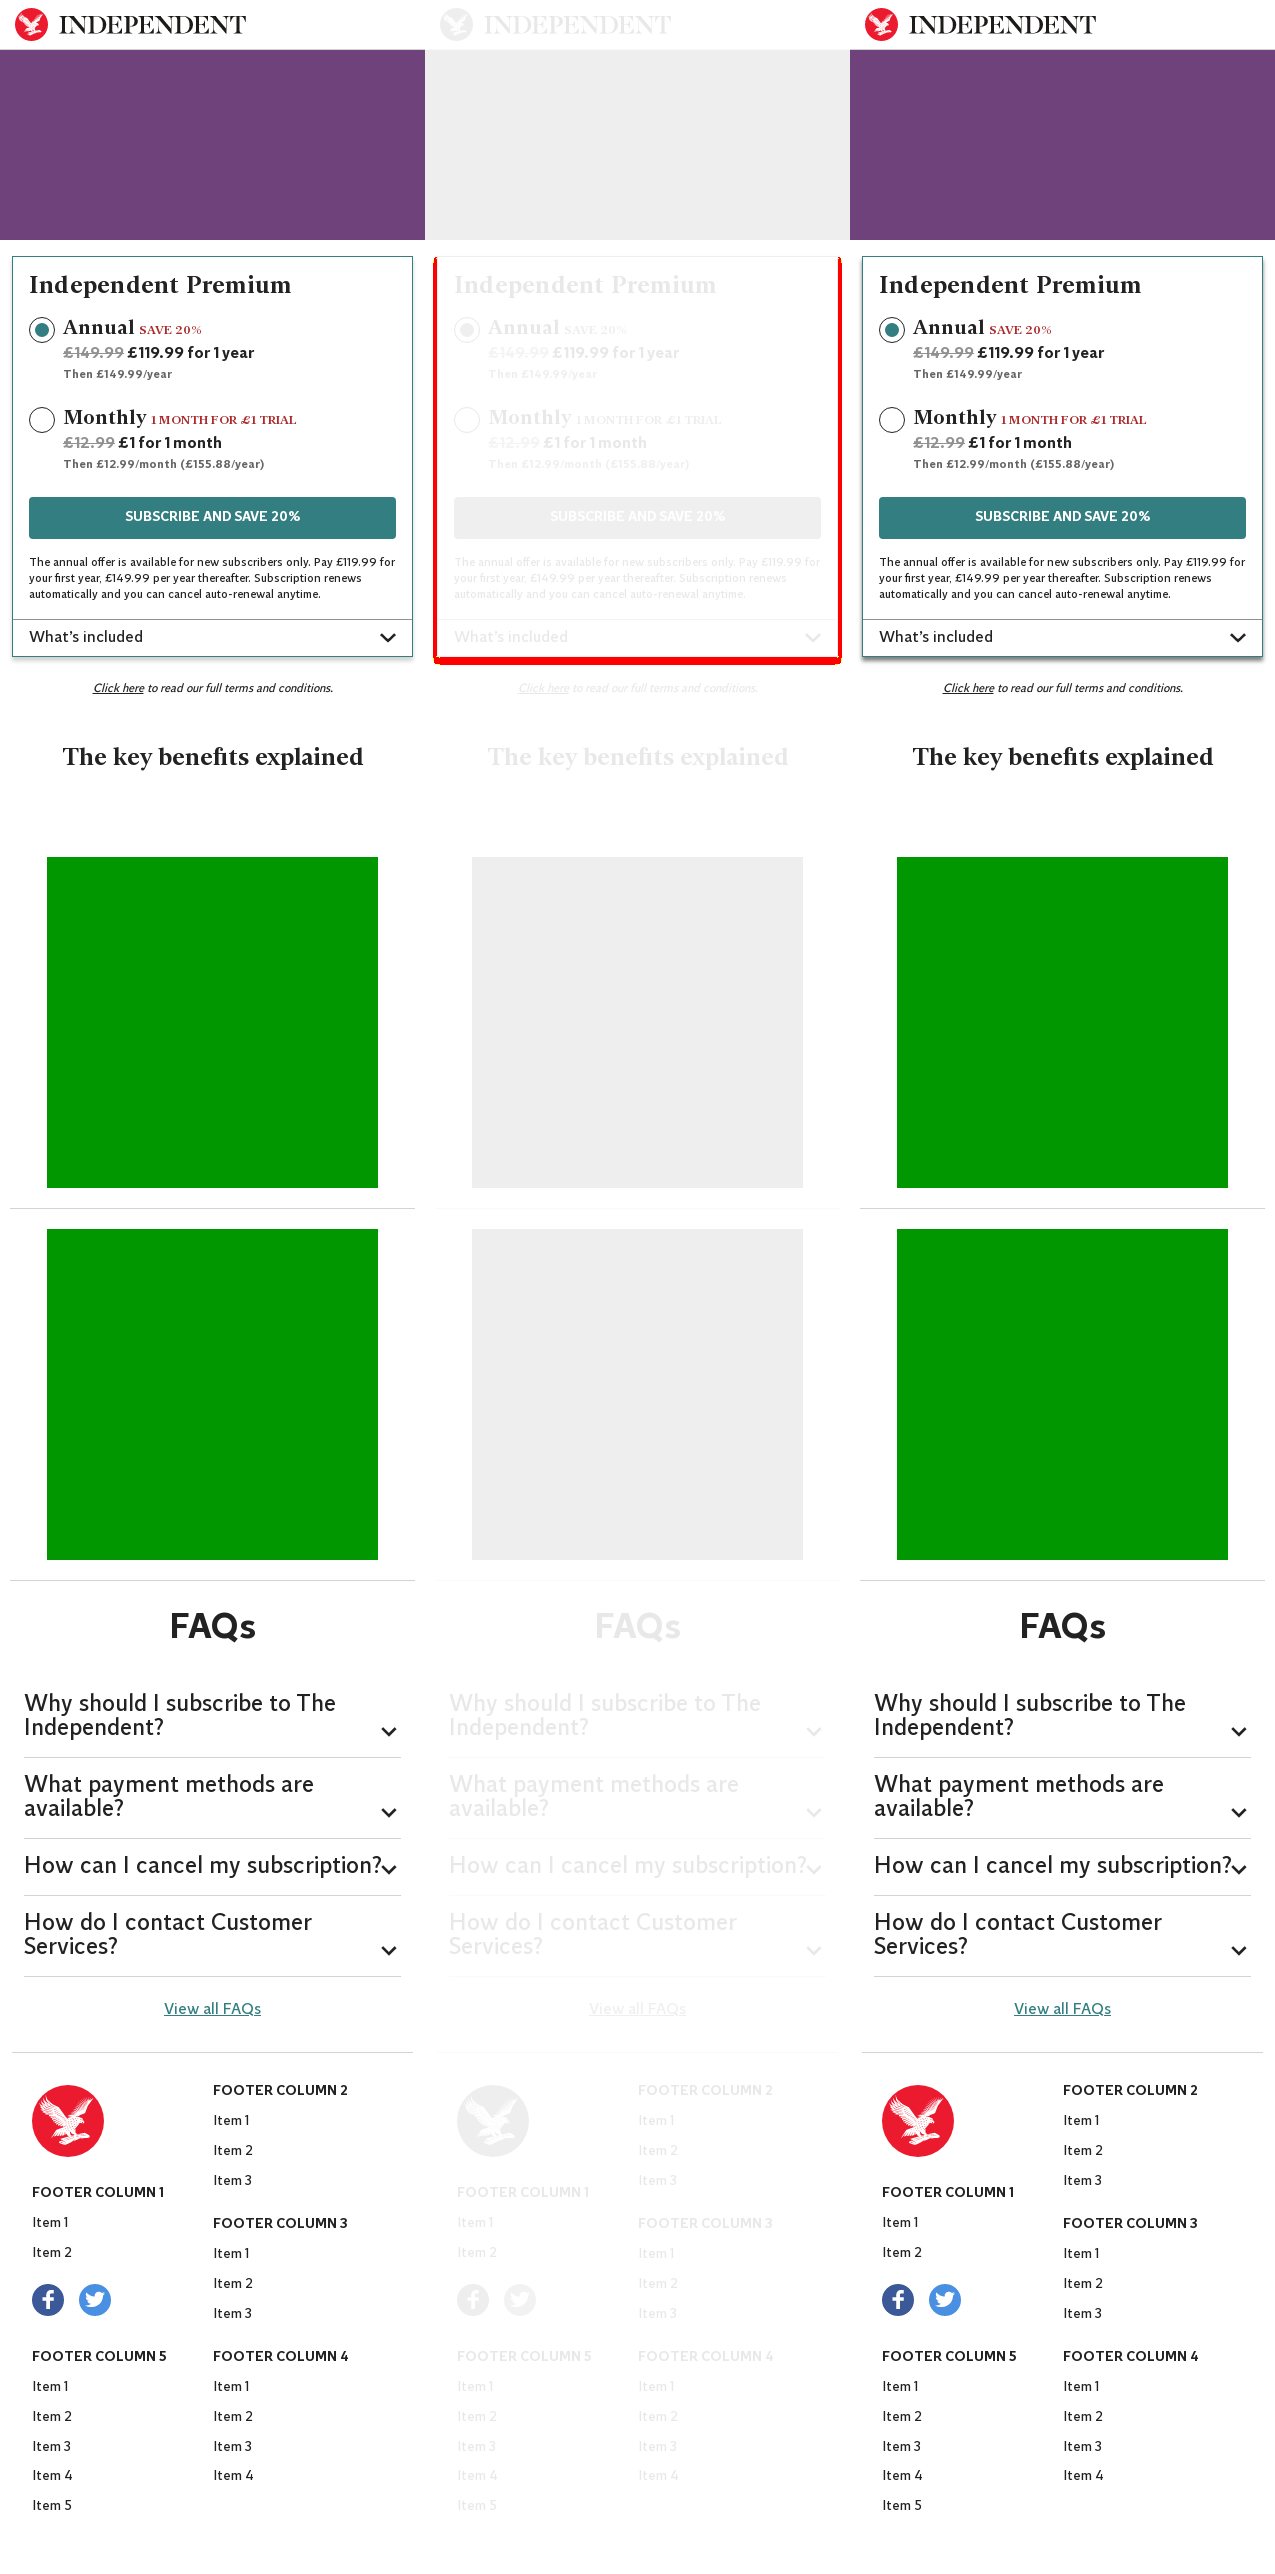 INDEPENDENT
Independent Premium
Annual SAVE 20%
£149.99 £119.99 for 1 year
Then £149.99/year
Monthly 1 MONTH FOR £1 TRIAL
£12.99 £1 for 1 month
Then £12.99/month (£155.88/year)
SUBSCRIBE AND SAVE 20%
The annual offer is available for new subscribers only. Pay £119.99 for
your first year, £149.99 per year thereafter. Subscription renews
automatically and you can cancel auto-renewal anytime.
What's included
Click here to read our full terms and conditions.
The key benefits explained
FAQs
Why should I subscribe to The
Independent?
What payment methods are
available?
How can I cancel my subscription?
How do I contact Customer
Services?
View all FAQs
FOOTER COLUMN 1
Item 1
Item 2
FOOTER COLUMN 5
Item 1
Item 2
Item 3
Item 4
Item 5
FOOTER COLUMN 2
Item 1
Item 2
Item 3
FOOTER COLUMN 3
Item 1
Item 2
Item 3
FOOTER COLUMN 4
Item 1
Item 2
Item 3
Item 4
INDEPENDENT
Independent Premium
Annual SAVE 20%
£149.99 £119.99 for 1 year
Then £149.99/year
Monthly 1 MONTH FOR £1 TRIAL
£12.99 £1 for 1 month
Then £12.99/month (£155.88/year)
SUBSCRIBE AND SAVE 20%
The annual offer is available for new subscribers only. Pay £119.99 for
your first year, £149.99 per year thereafter. Subscription renews
automatically and you can cancel auto-renewal anytime.
What's included
Click here to read our full terms and conditions.
The key benefits explained
FAQs
Why should I subscribe to The
Independent?
What payment methods are
available?
How can I cancel my subscription?
How do I contact Customer
Services?
View all FAQs
FOOTER COLUMN 1
Item 1
Item 2
FOOTER COLUMN 5
Item 1
Item 2
Item 3
Item 4
Item 5
FOOTER COLUMN 2
Item 1
Item 2
Item 3
FOOTER COLUMN 3
Item 1
Item 2
Item 3
FOOTER COLUMN 4
Item 1
Item 2
Item 3
Item 4
INDEPENDENT
Independent Premium
Annual SAVE 20%
£149.99 £119.99 for 1 year
Then £149.99/year
Monthly 1 MONTH FOR £1 TRIAL
£12.99 £1 for 1 month
Then £12.99/month (£155.88/year)
SUBSCRIBE AND SAVE 20%
The annual offer is available for new subscribers only. Pay £119.99 for
your first year, £149.99 per year thereafter. Subscription renews
automatically and you can cancel auto-renewal anytime.
What's included
Click here to read our full terms and conditions.
The key benefits explained
FAQs
Why should I subscribe to The
Independent?
What payment methods are
available?
How can I cancel my subscription?
How do I contact Customer
Services?
View all FAQs
FOOTER COLUMN 1
Item 1
Item 2
FOOTER COLUMN 5
Item 1
Item 2
Item 3
Item 4
Item 5
FOOTER COLUMN 2
Item 1
Item 2
Item 3
FOOTER COLUMN 3
Item 1
Item 2
Item 3
FOOTER COLUMN 4
Item 1
Item 2
Item 3
Item 4